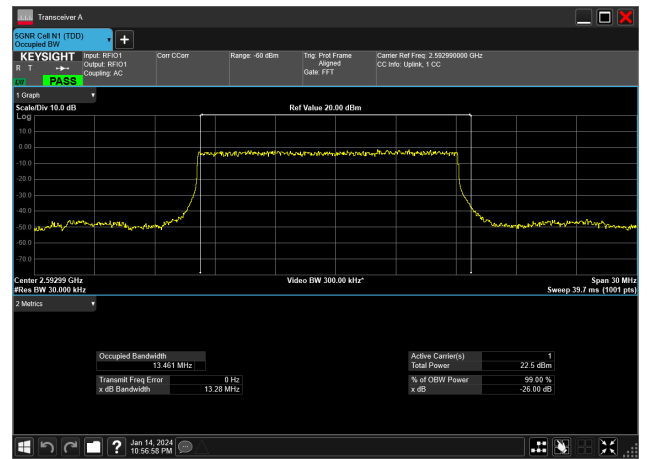 Transceiver A
5GNR Cell N1 (TDD)
Occupied BW
KEYSIGHT
R T
LW
PASS
Input: RFIO1
Output: RFIO1
Coupling: AC
Corr CCorr
Range: -60 dBm
Trig: Prot Frame
Aligned
Gate: FFT
Carrier Ref Freq: 2.592990000 GHz
CC Info: Uplink, 1 CC
1 Graph
Scale/Div 10.0 dB
Ref Value 20.00 dBm
Log
10.0
0.00
-10.0
-20.0
-30.0
-40.0
-50.0
-60.0
-70.0
Center 2.59299 GHz
Video BW 300.00 kHz*
Span 30 MHz
#Res BW 30.000 kHz
Sweep 39.7 ms (1001 pts)
2 Metrics
Occupied Bandwidth
13.461 MHz
Transmit Freq Error 0 Hz
x dB Bandwidth 13.28 MHz
Active Carrier(s) 1
Total Power 22.5 dBm
% of OBW Power 99.00 %
x dB -26.00 dB
?
Jan 14, 2024
10:56:58 PM